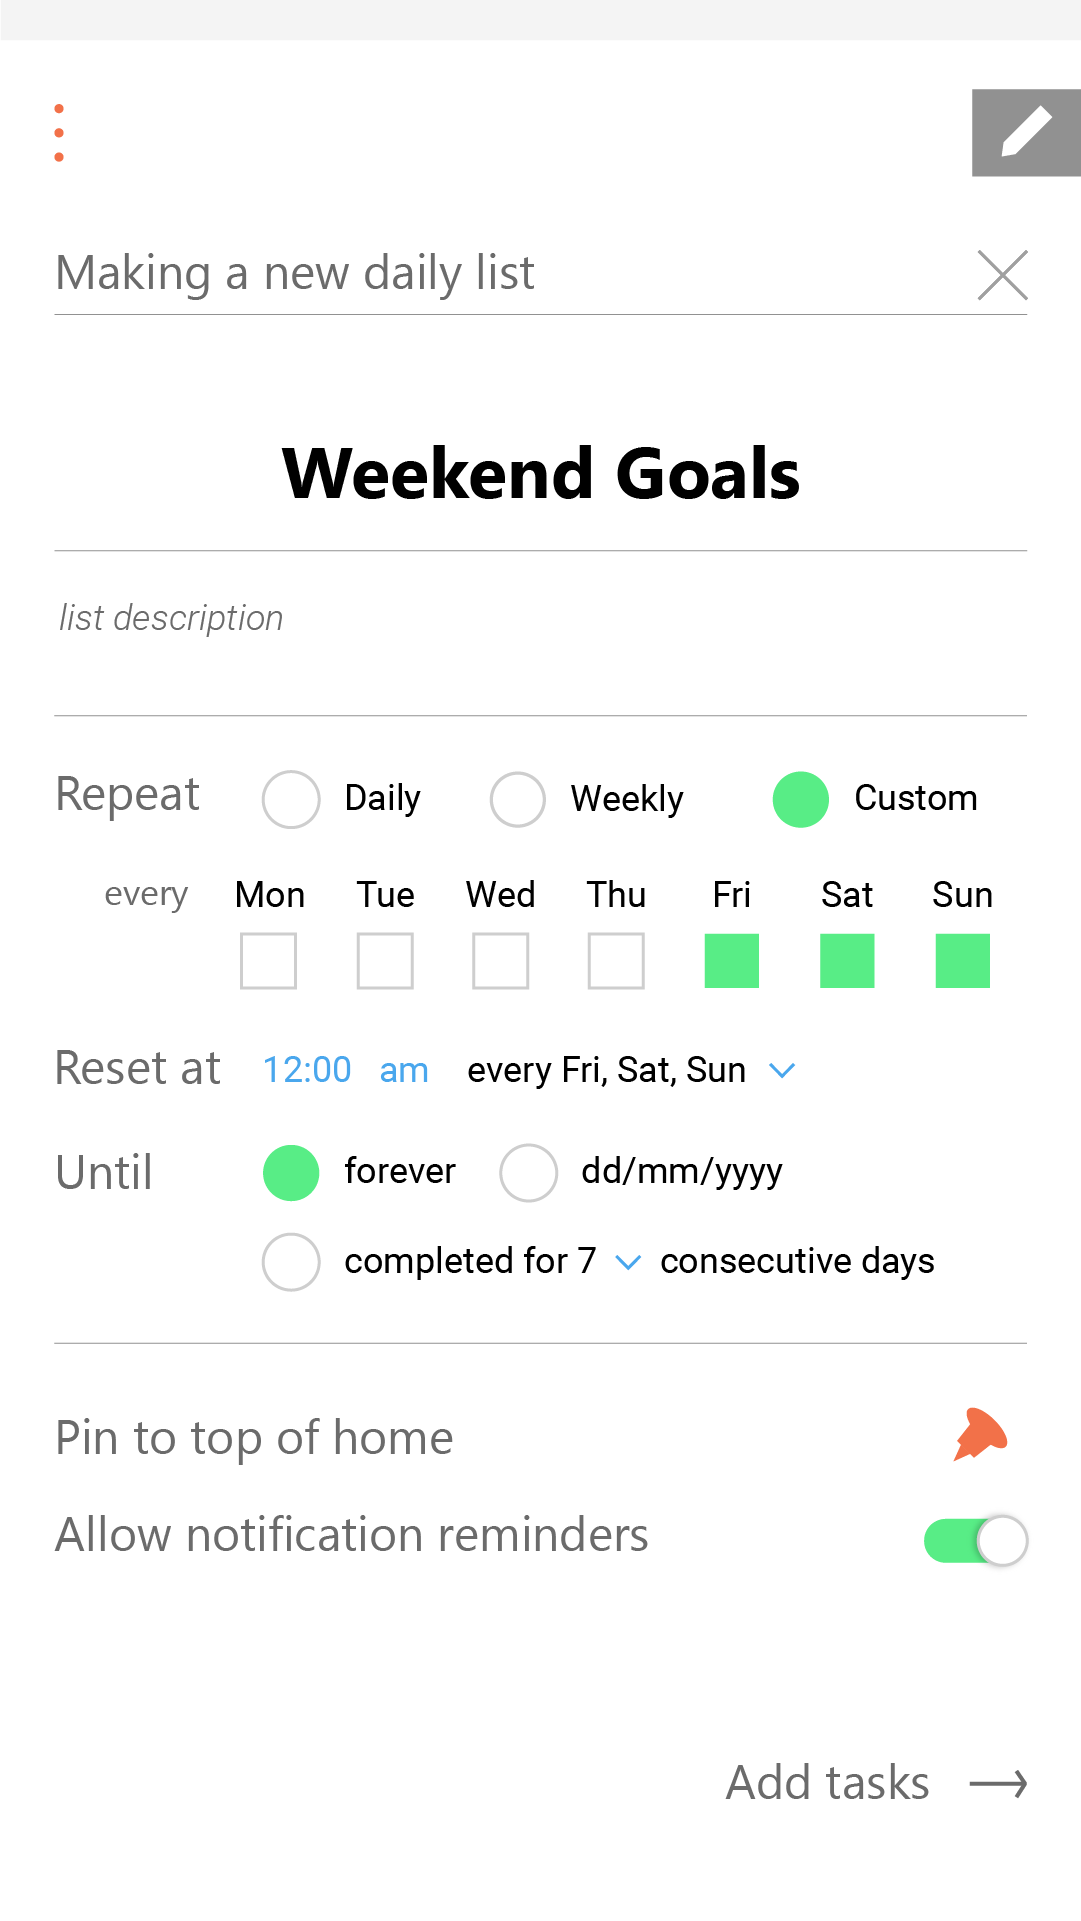 Making a new daily list
Weekend Goals
list description
Repeat Daily Weekly Custom
every Mon Tue Wed Thu Fri Sat Sun
Reset at 12:00 am every Fri, Sat, Sun
Until forever dd/mm/yyyy
completed for 7 consecutive days
Pin to top of home
Allow notification reminders
Add tasks